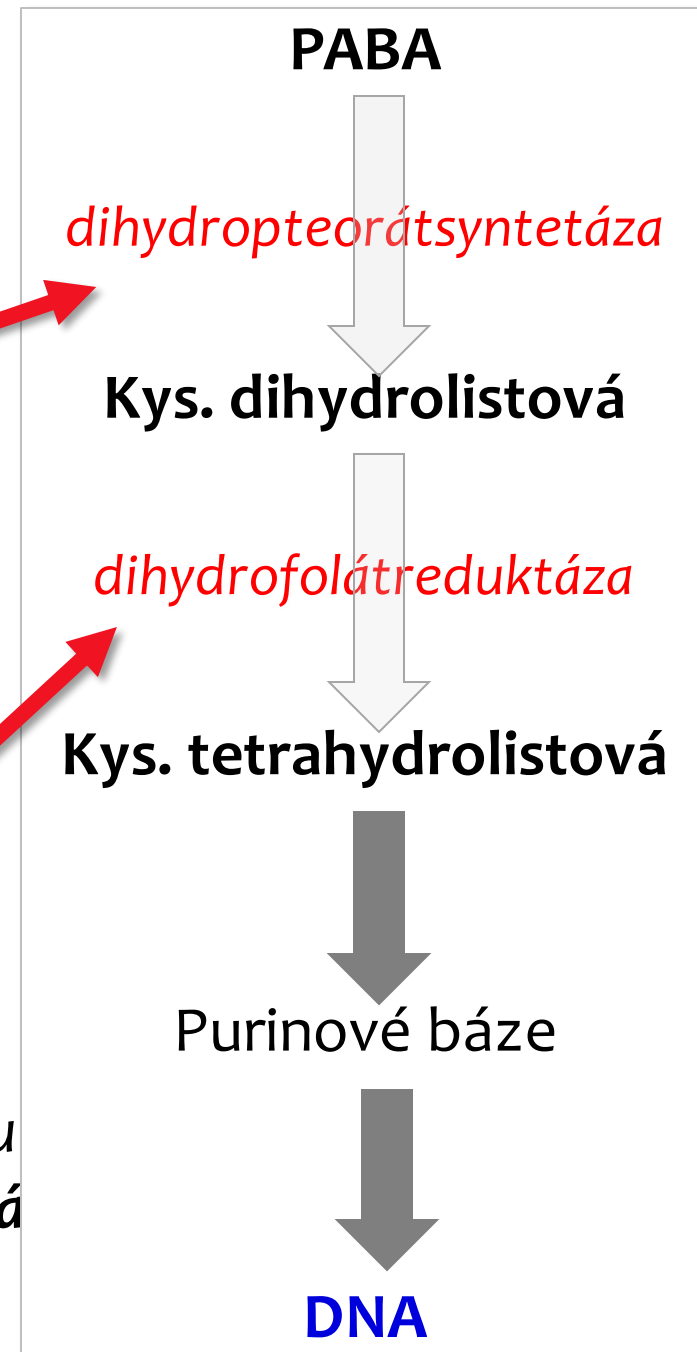 PABA
dihydropteorátsyntetáza
Kys. dihydrolistová
dihydrofolátreduktáza
Kys. tetrahydrolistová
Purinové báze
DNA